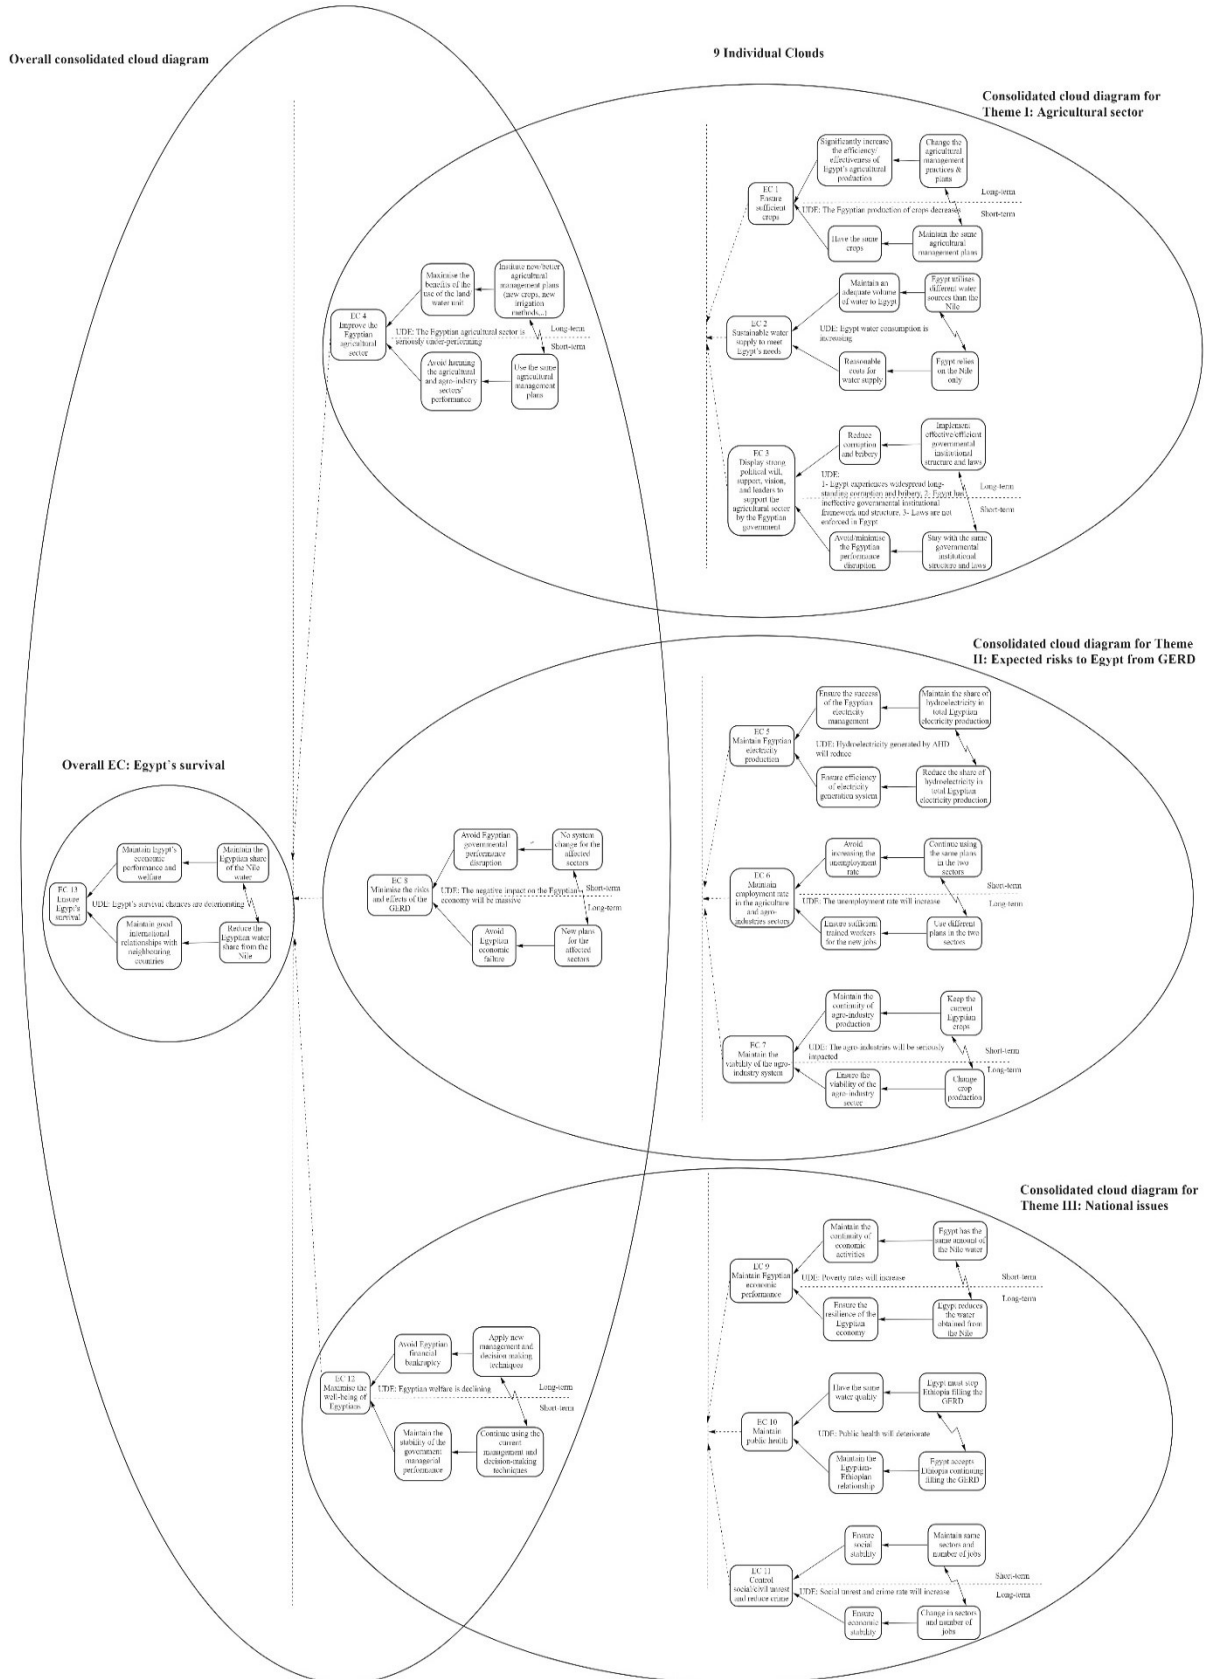 Overall consolidated cloud diagram
9 Individual Clouds
Consolidated cloud diagram for
Theme I: Agricultural sector
Significantly increase
the efficiency/
effectiveness of
Egypt's agricultural
production
Change the
agricultural
management
practices & plans
EC 1
Ensure
sufficient
crops
Long-term
UDE: The Egyptian production of crops decreases
Short-term
Have the same
crops
Maintain the same
agricultural
management plans
Maintain an
adequate volume
of water to Egypt
Egypt utilises
different water
sources than the
Nile
EC 2
Sustainable water
supply to meet
Egypt's needs
UDE: Egypt water consumption is
increasing
Reasonable
costs for
water supply
Egypt relies
on the Nile
only
Reduce
corruption
and bribery
Implement
effective/efficient
governmental
institutional
structure and laws
EC 3
Display strong
political will,
support, vision,
and leaders to
support the
agricultural sector
by the Egyptian
government
UDE:
1- Egypt experiences widespread long-
standing corruption and bribery, 2- Egypt has
ineffective governmental institutional
framework and structure, 3- Laws are not
enforced in Egypt
Long-term
Short-term
Avoid/minimise
the Egyptian
performance
disruption
Stay with the same
governmental
institutional
structure and laws
Maximise the
benefits of the
use of the land/
water unit
Institute new/better
agricultural
management plans
(new crops, new
irrigation
methods...)
EC 4
Improve the
Egyptian
agricultural
sector
UDE: The Egyptian agricultural sector is
seriously under-performing
Long-term
Short-term
Avoid harming
the agricultural
and agro-indstry
sectors/
performance
Use the same
agricultural
management
plans
Consolidated cloud diagram for Theme
II: Expected risks to Egypt from GERD
Ensure the success
of the Egyptian
electricity
management
Maintain the share of
hydroelectricity in
total Egyptian
electricity production
EC 5
Maintain Egyptian
electricity
production
UDE: Hydroelectricity generated by AHD
will reduce
Ensure efficiency
of electricity
generation system
Reduce the share of
hydroelectricity in
total Egyptian
electricity production
Avoid
increasing the
unemployment
rate
Continue using
the same plans
in the two
sectors
EC 6
Maintain
employment rate
in the agriculture
and agro-
industries sectors
Short-term
UDE: The unemployment rate will increase
Long-term
Ensure sufficient
trained workers
for the new jobs
Use different
plans in the two
sectors
Maintain the
continuity of
agro-industry
production
Keep the
current
Egyptian
crops
EC 7
Maintain the
viability of the agro-
industry system
UDE: The agro-industries will be seriously
impacted
Short-term
Long-term
Ensure the
viability of the
agro-industry
sector
Change
crop
production
Avoid Egyptian
governmental
performance
disruption
No system
change for the
affected
sectors
EC 8
Minimise the risks
and effects of the
GERD
UDE: The negative impact on the Egyptian
economy will be massive
Short-term
Long-term
Avoid
Egyptian
economic
failure
New plans
for the
affected
sectors
Overall EC: Egypt's survival
Maintain Egypt's
economic
performance and
welfare
Maintain the
Egyptian share
of the Nile
water
EC 13
Ensure
Egypt's
survival
UDE: Egypt's survival chances are deteriorating
Maintain good
international
relationships with
neighbouring
countries
Reduce the
Egyptian water
share from the
Nile
Consolidated cloud diagram for
Theme III: National issues
Maintain the
continuity of
economic
activities
Egypt has the
same amount of
the Nile water
EC 9
Maintain Egyptian
economic
performance
UDE: Poverty rates will increase
Short-term
Long-term
Ensure the
resilience of the
Egyptian
economy
Egypt reduces
the water
obtained from
the Nile
Have the same
water quality
Egypt must stop
Ethiopia filling the
GERD
EC 10
Maintain
public health
UDE: Public health will deteriorate
Maintain the
Egyptian-
Ethiopian
relationship
Egypt accepts
Ethiopia continuing
filling the GERD
Ensure
social
stability
Maintain same
sectors and
number of jobs
EC 11
Control
social/civil unrest
and reduce crime
Short-term
UDE: Social unrest and crime rate will increase
Long-term
Ensure
economic
stability
Change in sectors
and number of
jobs
Avoid Egyptian
financial
bankrupcy
Apply new
management and
decision making
techniques
EC 12
Maximise the
well-being of
Egyptians
UDE: Egyptian welfare is declining
Long-term
Short-term
Maintain the
stability of the
government
managerial
performance
Continue using the
current
management and
decision-making
techniques